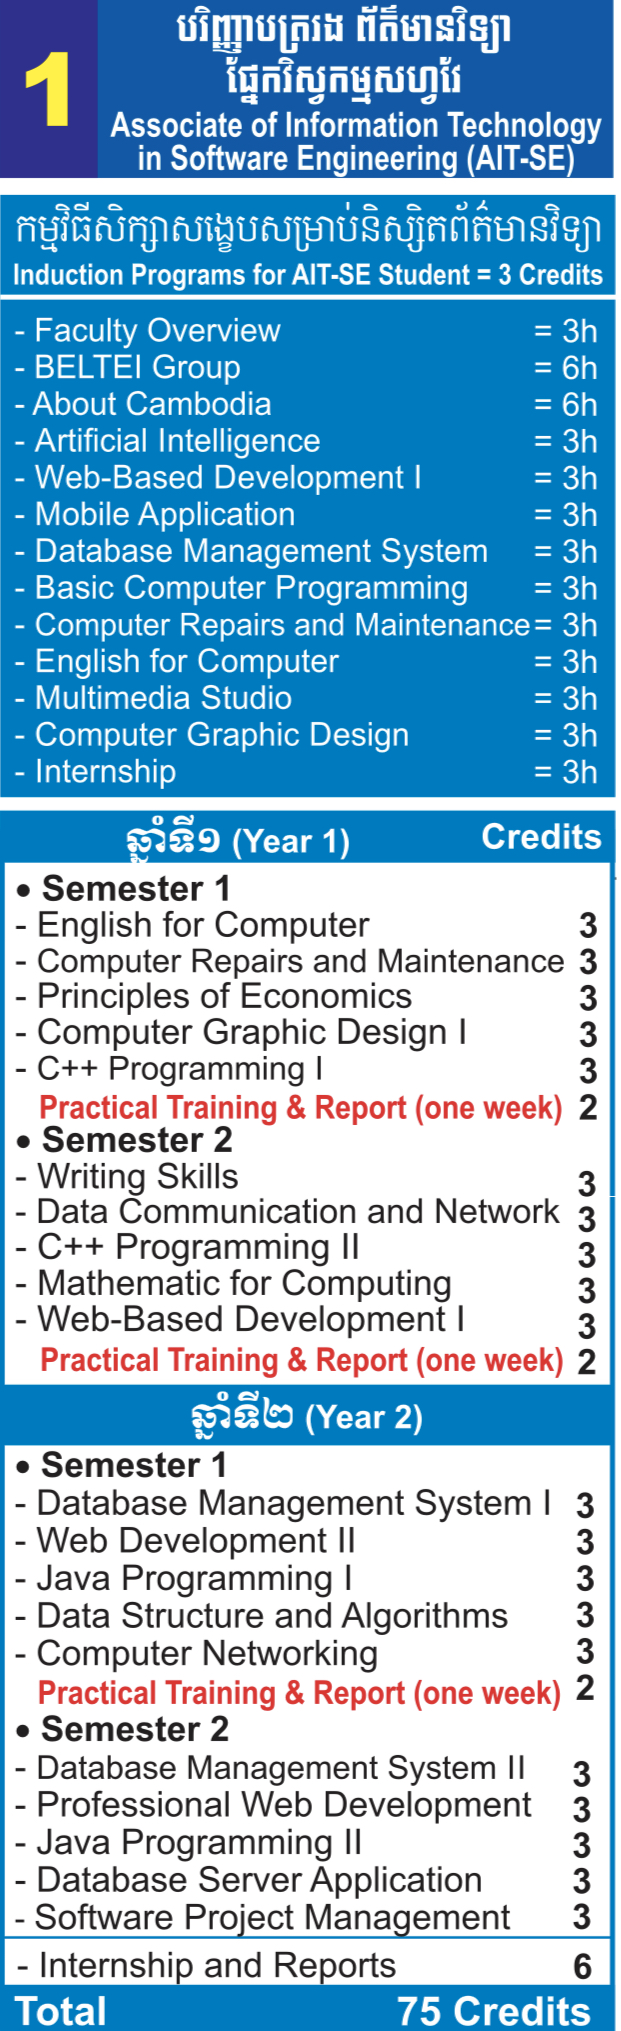 1
បរិញ្ញាបត្ររង ព័ត៌មានវិទ្យា
ផ្នែកវិស្វកម្មសហ្វវែ
Associate of Information Technology
in Software Engineering (AIT-SE)
កម្មវិធីសិក្សាសង្ខេបសម្រាប់និស្សិតព័ត៌មានវិទ្យា
Induction Programs for AIT-SE Student = 3 Credits
- Faculty Overview = 3h
- BELTEI Group = 6h
- About Cambodia = 6h
- Artificial Intelligence = 3h
- Web-Based Development I = 3h
- Mobile Application = 3h
- Database Management System = 3h
- Basic Computer Programming = 3h
- Computer Repairs and Maintenance = 3h
- English for Computer = 3h
- Multimedia Studio = 3h
- Computer Graphic Design = 3h
- Internship = 3h
ឆ្នាំទី១ (Year 1) Credits
• Semester 1
- English for Computer 3
- Computer Repairs and Maintenance 3
- Principles of Economics 3
- Computer Graphic Design I 3
- C++ Programming I 3
Practical Training & Report (one week) 2
• Semester 2
- Writing Skills 3
- Data Communication and Network 3
- C++ Programming II 3
- Mathematic for Computing 3
- Web-Based Development I 3
Practical Training & Report (one week) 2
ឆ្នាំទី២ (Year 2)
• Semester 1
- Database Management System I 3
- Web Development II 3
- Java Programming I 3
- Data Structure and Algorithms 3
- Computer Networking 3
Practical Training & Report (one week) 2
• Semester 2
- Database Management System II 3
- Professional Web Development 3
- Java Programming II 3
- Database Server Application 3
- Software Project Management 3
- Internship and Reports 6
Total 75 Credits